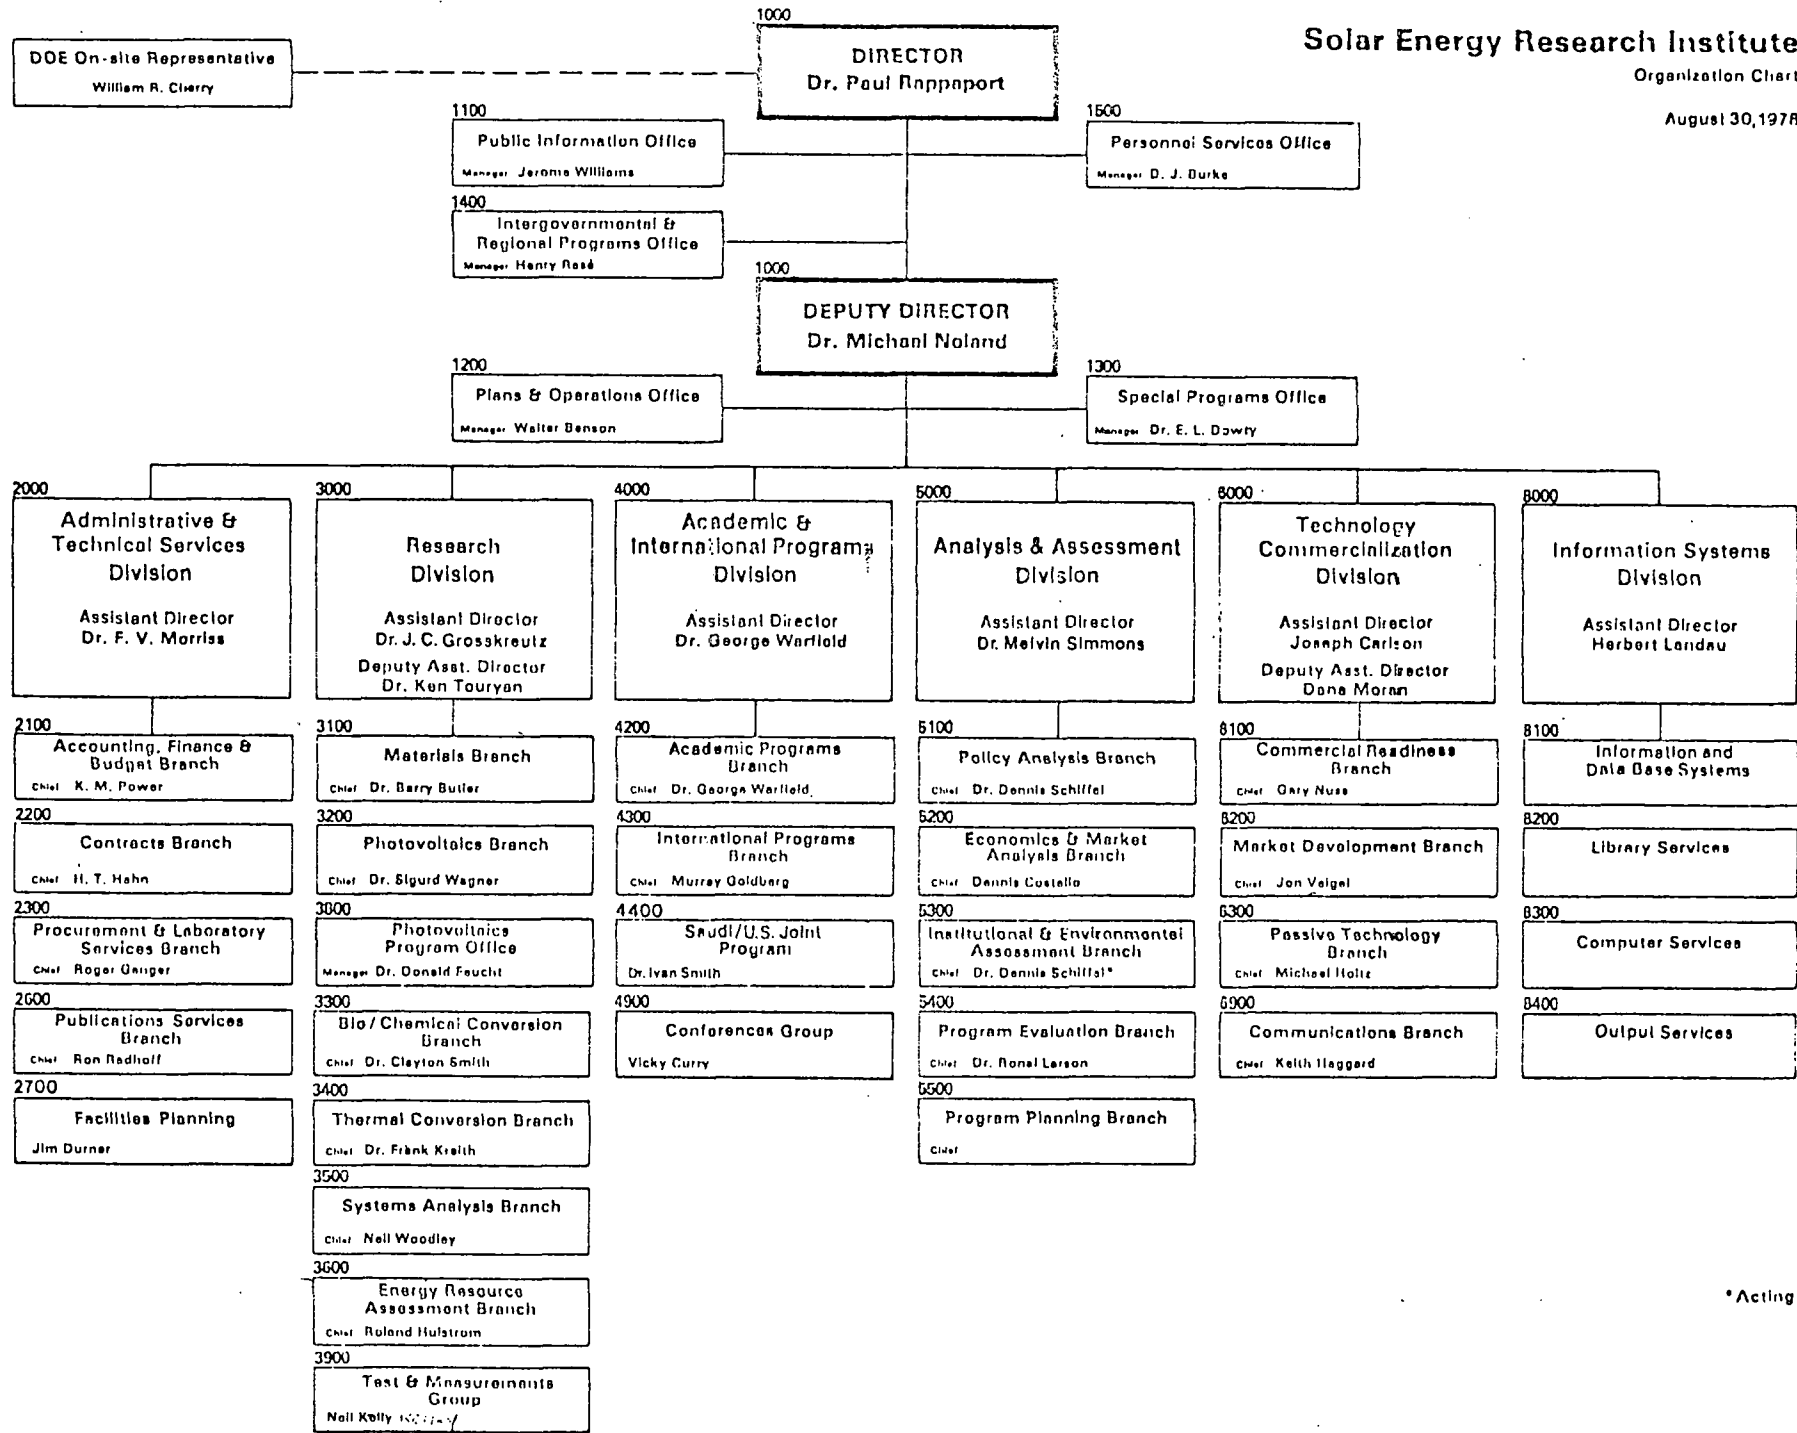 Solar Energy Research Institute
Organization Chart
August 30, 1978
DOE On-site Representative
William R. Cherry
1000
DIRECTOR
Dr. Paul Rappaport
1100
Public Information Office
Manager Jerome Williams
1500
Personnel Services Office
Manager D. J. Burke
1400
Intergovernmental &
Regional Programs Office
Manager Henry Rasé
1000
DEPUTY DIRECTOR
Dr. Michael Noland
1200
Plans & Operations Office
Manager Walter Benson
1300
Special Programs Office
Manager Dr. E. L. Dowty
2000
Administrative &
Technical Services
Division
Assistant Director
Dr. F. V. Morriss
2100
Accounting, Finance &
Budget Branch
Chief K. M. Power
2200
Contracts Branch
Chief H. T. Hahn
2300
Procurement & Laboratory
Services Branch
Chief Roger
2600
Publications Services
Branch
Chief Ron Radhoff
2700
Facilities Planning
Jim Durner
3000
Research
Division
Assistant Director
Dr. J. C. Grosskreutz
Deputy Asst. Director
Dr. Ken Touryan
3100
Materials Branch
Chief Dr. Barry Butler
3200
Photovoltaics Branch
Chief Dr. Sigurd Wagner
3800
Photovoltaics
Program Office
Manager Dr. Donald Feucht
3300
Bio/Chemical Conversion
Branch
Chief Dr. Clayton Smith
3400
Thermal Conversion Branch
Chief Dr. Frank Kreith
3500
Systems Analysis Branch
Chief Neil Woodley
3600
Energy Resource
Assessment Branch
Chief Roland Hulstrom
3900
Test & Measurements
Group
Neil Kelly
4000
Academic &
International Programs
Division
Assistant Director
Dr. George Warfield
4200
Academic Programs
Branch
Chief Dr. George Warfield
4300
International Programs
Branch
Chief Murray Goldberg
4400
Saudi/U.S. Joint
Program
Dr. Ivan Smith
4900
Conferences Group
Vicky Curry
5000
Analysis & Assessment
Division
Assistant Director
Dr. Melvin Simmons
5100
Policy Analysis Branch
Chief Dr. Dennis Schiffel
5200
Economics & Market
Analysis Branch
Chief Dennis Costello
5300
Institutional & Environmental
Assessment Branch
Chief Dr. Dennis Schiffel*
5400
Program Evaluation Branch
Chief Dr. Ronal Larson
5500
Program Planning Branch
Chief
6000
Technology
Commercialization
Division
Assistant Director
Joseph Carlson
Deputy Asst. Director
Dana Moran
6100
Commercial Readiness
Branch
Chief Gary Nuss
6200
Market Development Branch
Chief Jon Veigel
6300
Passive Technology
Branch
Chief Michael Holtz
6900
Communications Branch
Chief Keith Haggard
8000
Information Systems
Division
Assistant Director
Herbert Landau
8100
Information and
Data Base Systems
8200
Library Services
8300
Computer Services
8400
Output Services
*Acting